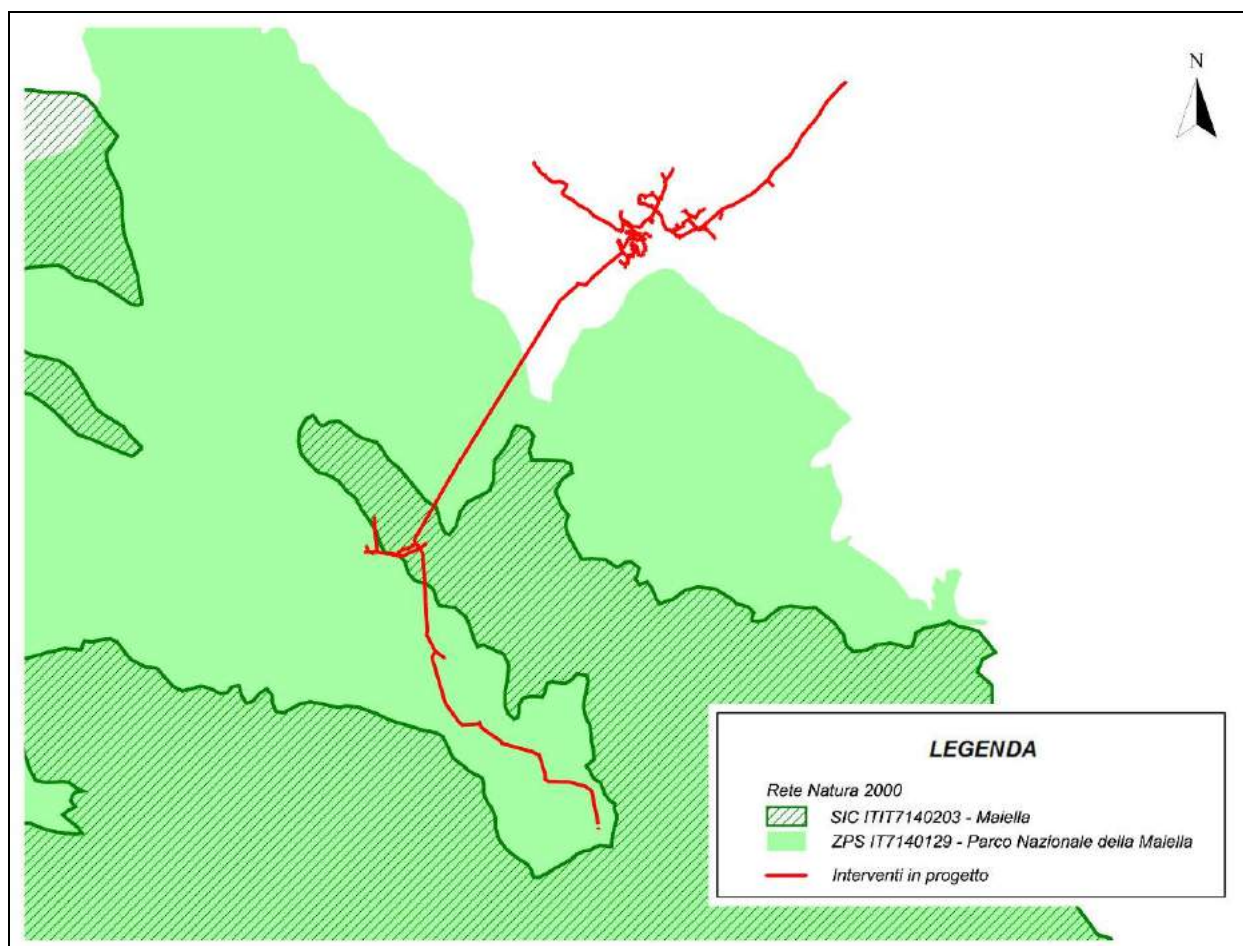 N
LEGENDA
Rete Natura 2000
SIC ITIT7140203 - Maiella
ZPS IT7140129 - Parco Nazionale della Maiella
Interventi in progetto